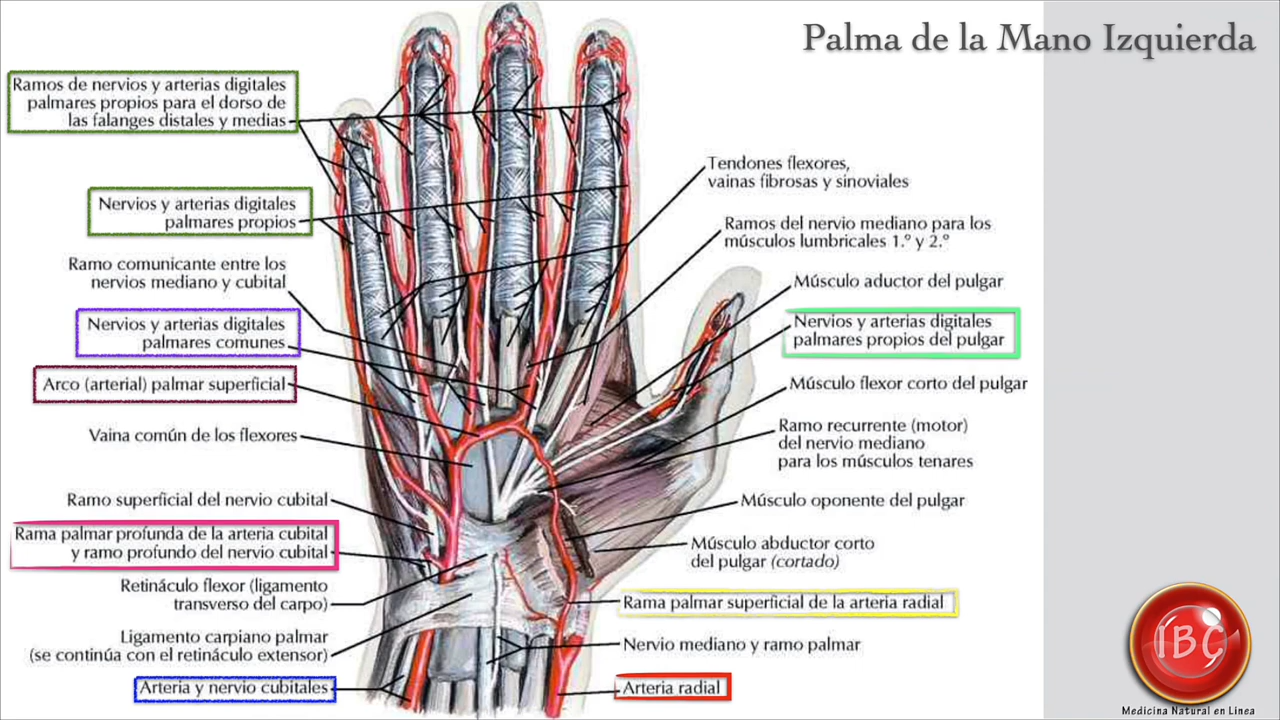 Palma de la Mano Izquierda
Ramos de nervios y arterias digitales
palmares propios para el dorso de
las falanges distales y medias
Nervios y arterias digitales
palmares propios
Ramo comunicante entre los
nervios mediano y cubital
Nervios y arterias digitales
palmares comunes
Arco (arterial) palmar superficial
Vaina común de los flexores
Ramo superficial del nervio cubital
Rama palmar profunda de la arteria cubital
y ramo profundo del nervio cubital
Retináculo flexor (ligamento
transverso del carpo)
Ligamento carpiano palmar
(se continúa con el retináculo extensor)
Arteria y nervio cubitales
Tendones flexores,
vainas fibrosas y sinoviales
Ramos del nervio mediano para los
músculos lumbricales 1.º y 2.º
Músculo aductor del pulgar
Nervios y arterias digitales
palmares propios del pulgar
Músculo flexor corto del pulgar
Ramo recurrente (motor)
del nervio mediano
para los músculos tenares
Músculo oponente del pulgar
Músculo abductor corto
del pulgar (cortado)
Rama palmar superficial de la arteria radial
Nervio mediano y ramo palmar
Arteria radial
IBC
Medicina Natural en Linea